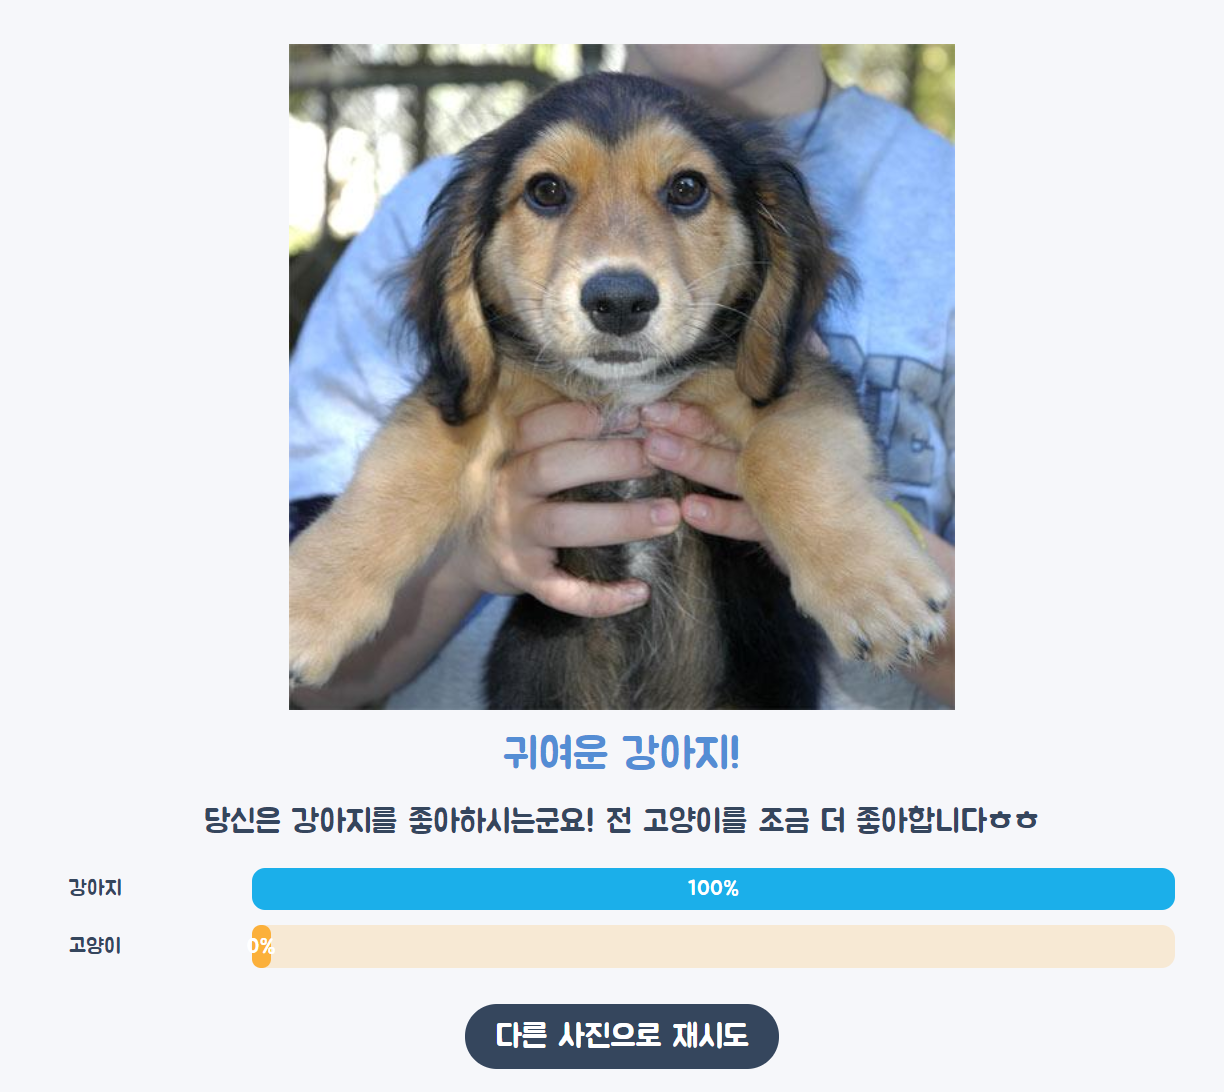 귀여운 강아지!
당신은 강아지를 좋아하시는군요! 전 고양이를 조금 더 좋아합니다ㅎㅎ
강아지 100%
고양이 0%
다른 사진으로 재시도